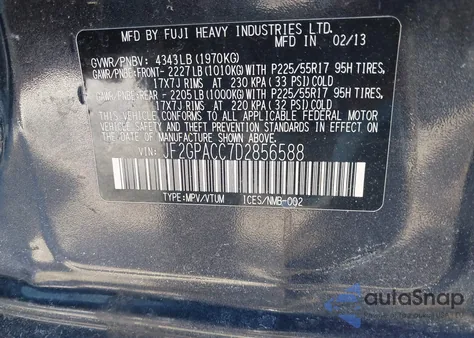 MFD BY FUJI HEAVY INDUSTRIES LTD.
MFD IN 02/13
GVWR/PNBV: 4343LB (1970KG)
GAWR/PNBE:FRONT- 2227LB(1010KG)WITH P225/55R17 95H TIRES,
17X7J RIMS AT 230 KPA ( 33 PSI)COLD
GAWR/PNBE:REAR - 2205LB(1000KG)WITH P225/55R17 95H TIRES,
17X7J RIMS AT 220 KPA ( 32 PSI)COLD.
THIS VEHICLE CONFORMS TO ALL APPLICABLE FEDERAL MOTOR
VEHICLE SAFETY STANDARDS IN EFFECT ON THE DATE OF
MANUFACTURE SHOWN ABOVE.
VIN: JF2GPACC7D2856588
TYPE:MPV/VTUM ICES/NMB-002
autoSnap
by carfast